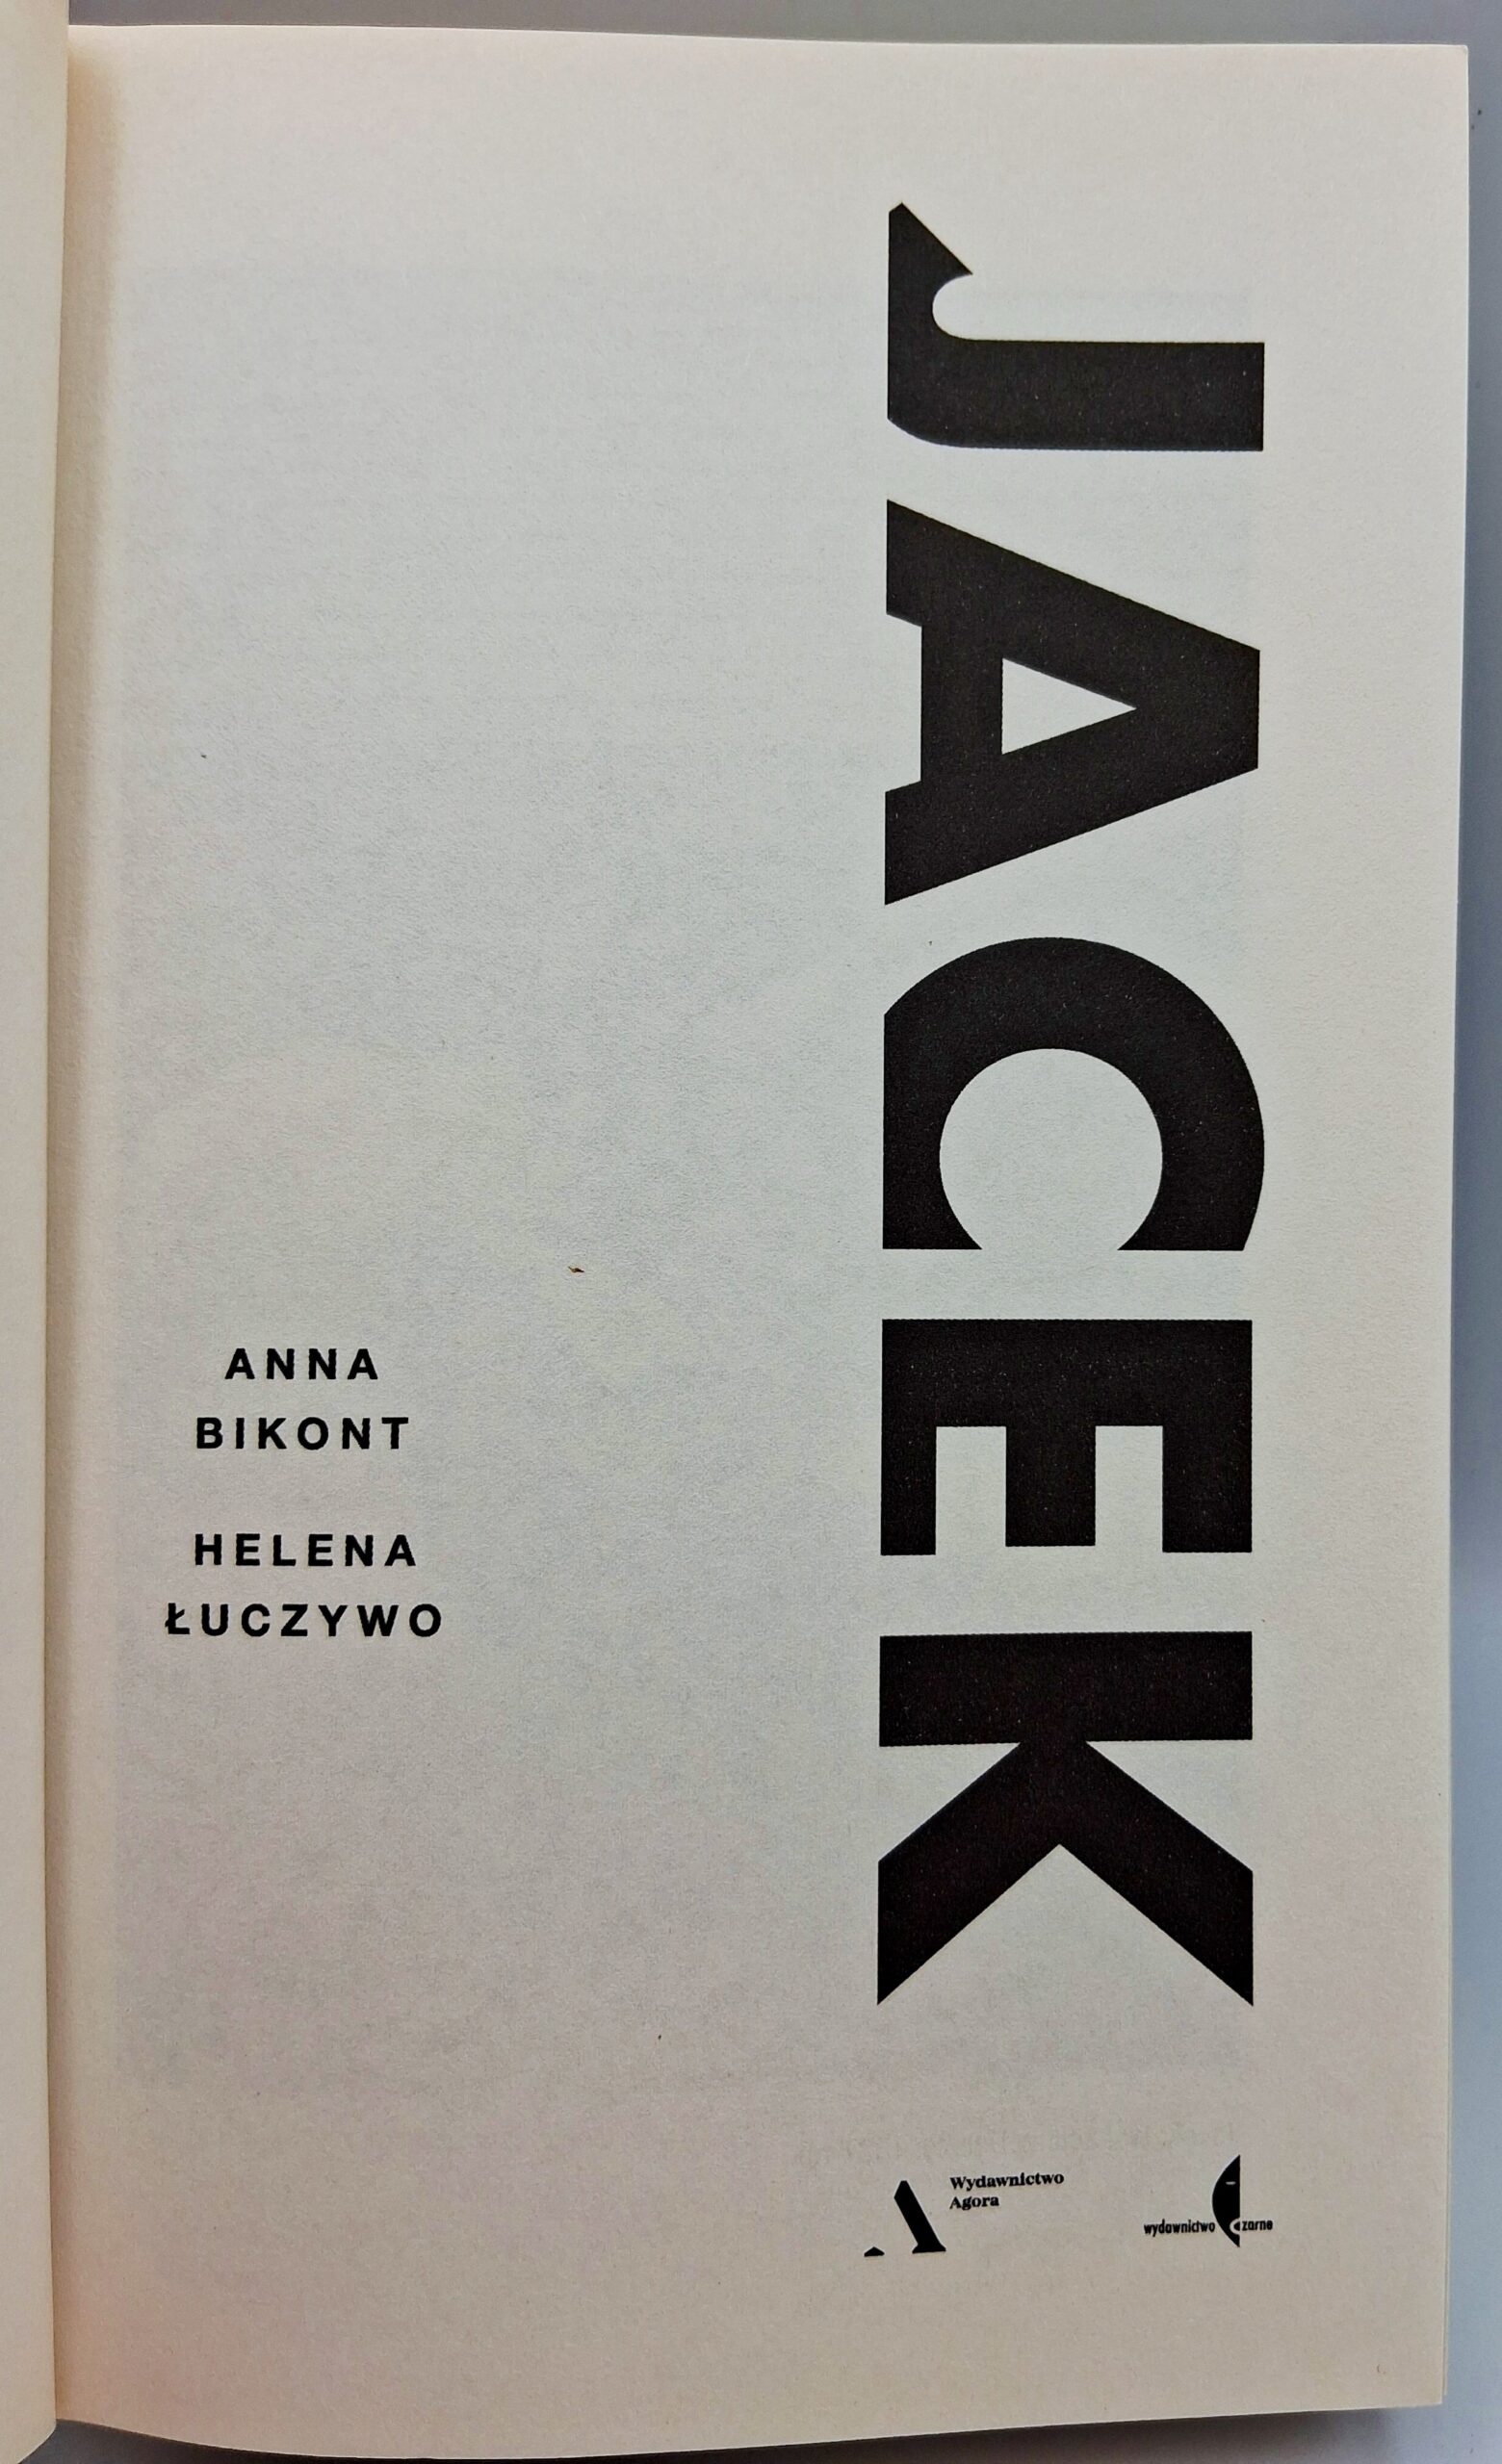 JACEK
ANNA
BIKONT
HELENA
ŁUCZYWO
Wydawnictwo
Agora
wydawnictwo czarne